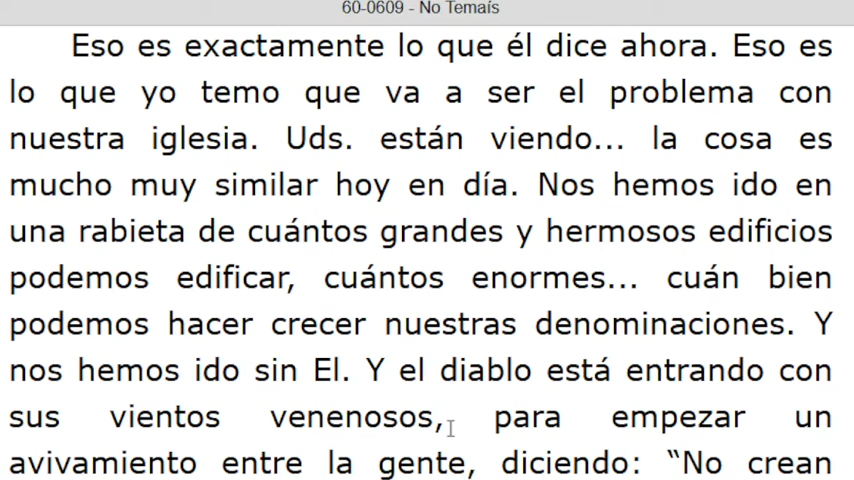 60-0609 - No Temaís
Eso es exactamente lo que él dice ahora. Eso es
lo que yo temo que va a ser el problema con
nuestra iglesia. Uds. están viendo... la cosa es
mucho muy similar hoy en día. Nos hemos ido en
una rabieta de cuántos grandes y hermosos edificios
podemos edificar, cuántos enormes... cuán bien
podemos hacer crecer nuestras denominaciones. Y
nos hemos ido sin El. Y el diablo está entrando con
sus vientos venenosos, para empezar un
avivamiento entre la gente, diciendo: “No crean